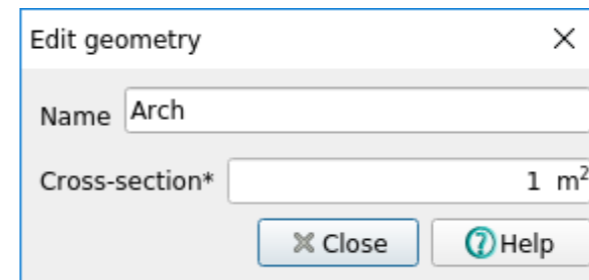 Edit geometry
Name Arch
Cross-section* 1 m²
Close Help